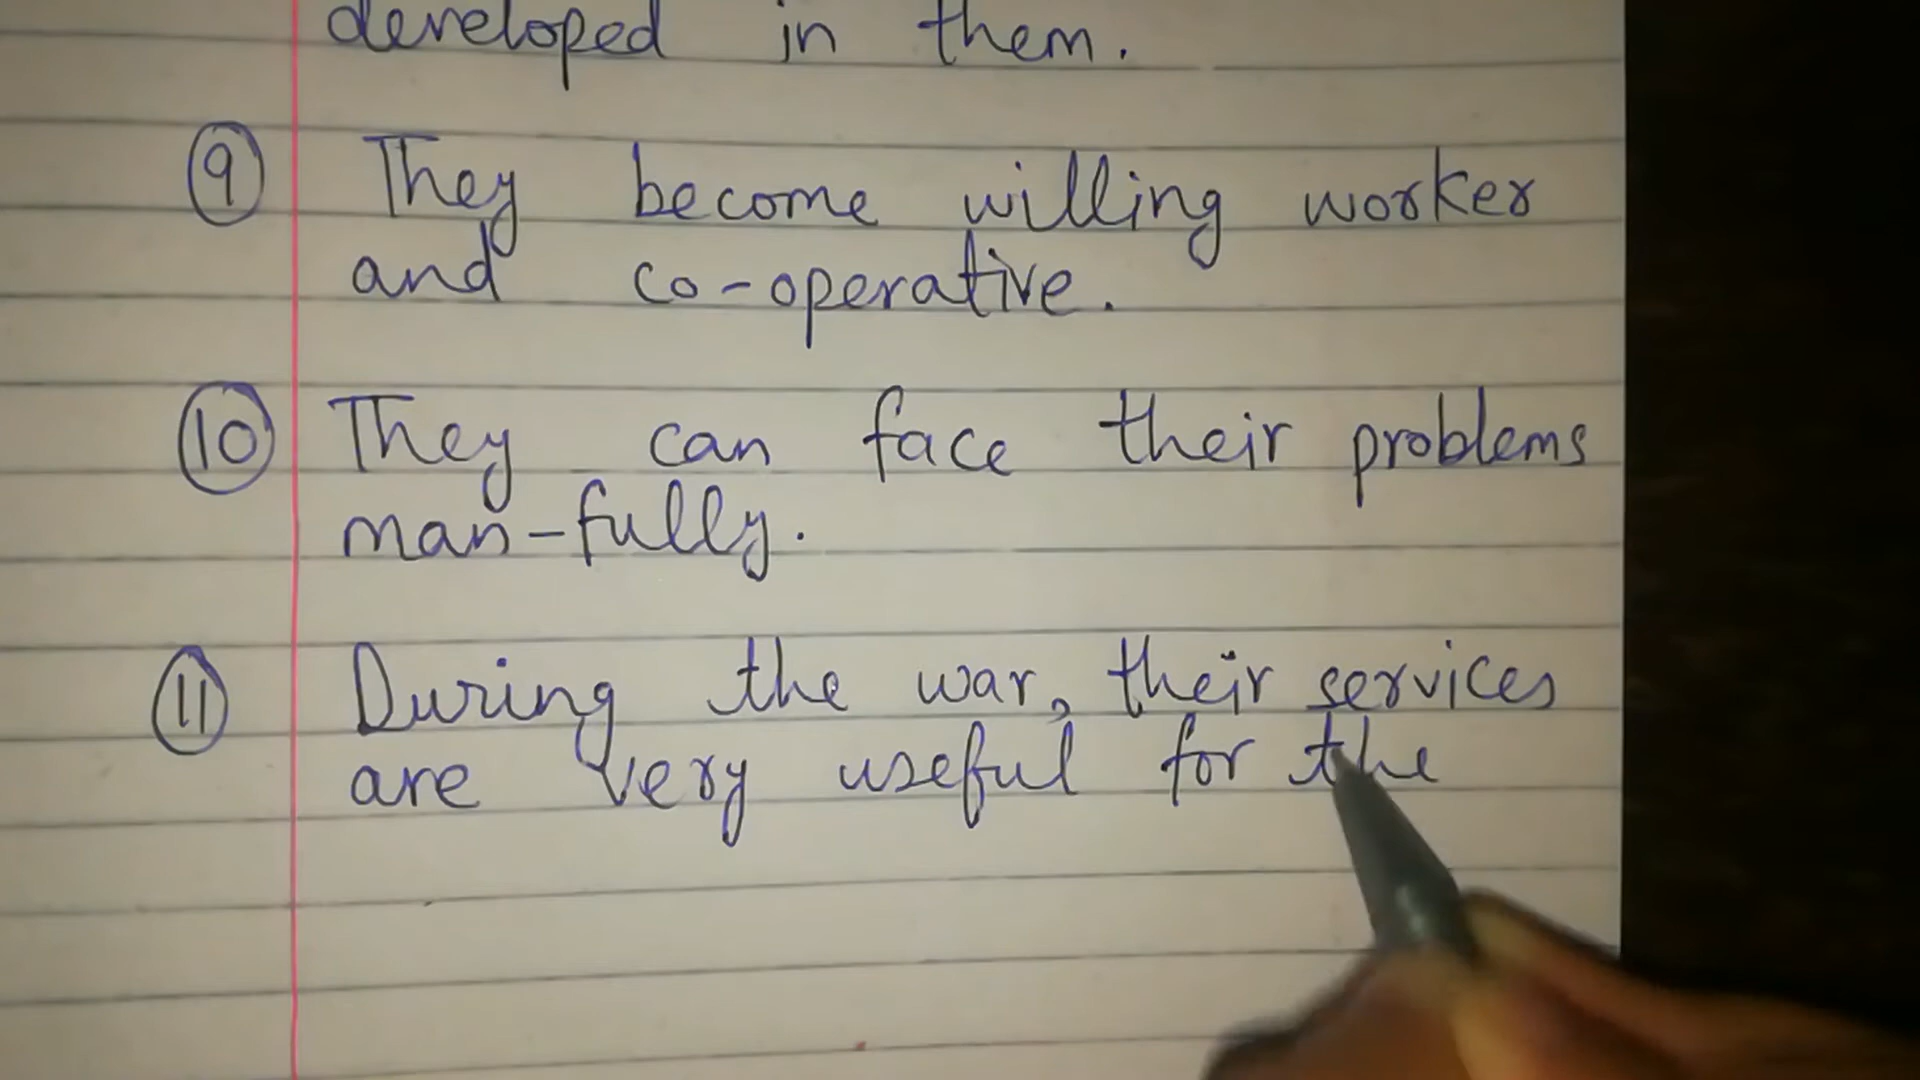 developed in them.
9 They become willing worker
and co-operative.
10 They can face their problems
man-fully.
11 During the war, their services
are very useful for the